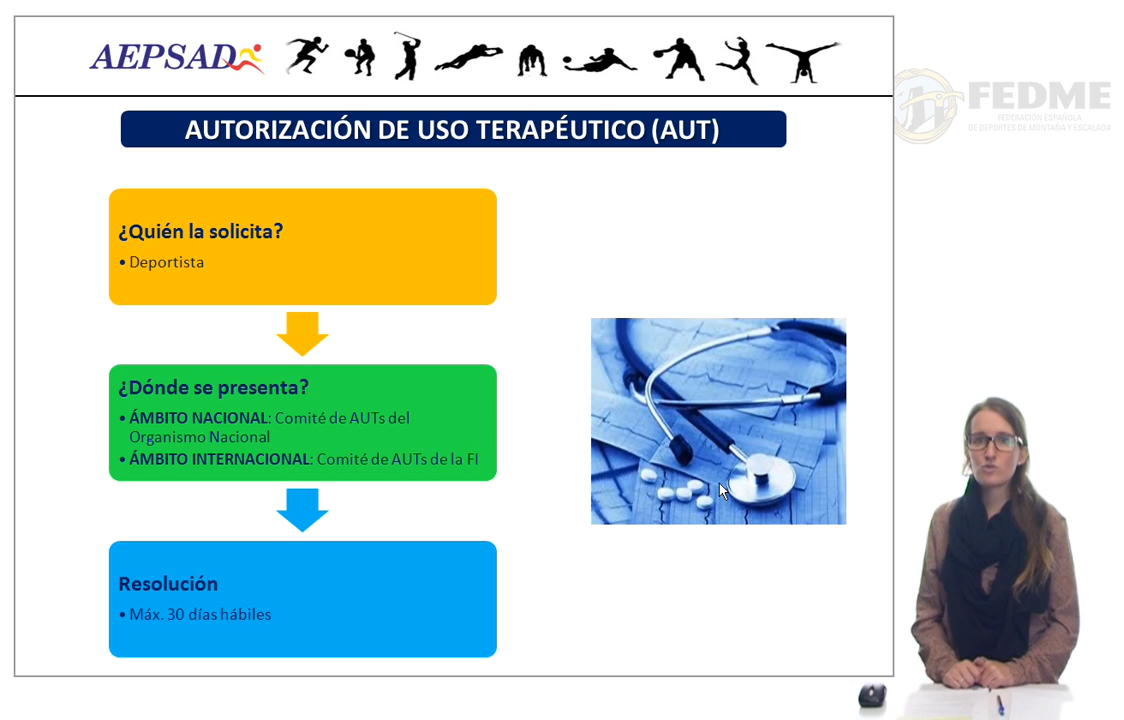 AEPSAD
FEDME
FEDERACIÓN ESPAÑOLA
DE DEPORTES DE MONTAÑA Y ESCALADA
AUTORIZACIÓN DE USO TERAPÉUTICO (AUT)
¿Quién la solicita?
• Deportista
¿Dónde se presenta?
• ÁMBITO NACIONAL: Comité de AUTs del
Organismo Nacional
• ÁMBITO INTERNACIONAL: Comité de AUTs de la FI
Resolución
• Máx. 30 días hábiles